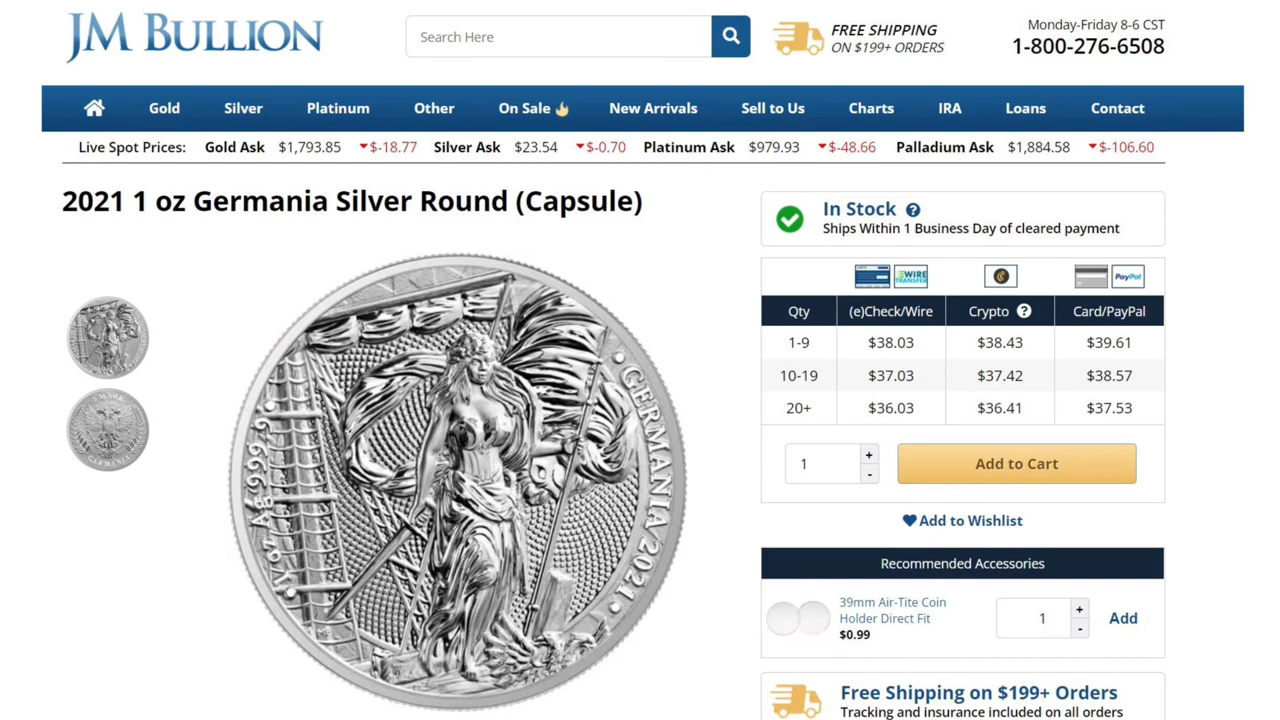 JM BULLION
Search Here
FREE SHIPPING
ON $199+ ORDERS
Monday-Friday 8-6 CST
1-800-276-6508
Gold Silver Platinum Other On Sale New Arrivals Sell to Us Charts IRA Loans Contact
Live Spot Prices: Gold Ask $1,793.85 $-18.77 Silver Ask $23.54 $-0.70 Platinum Ask $979.93 $-48.66 Palladium Ask $1,884.58 $-106.60
2021 1 oz Germania Silver Round (Capsule)
1 oz Ag 999.9
GERMANIA 2021
5 MARK
GERMANIA
In Stock ?
Ships Within 1 Business Day of cleared payment
WIRE
TRANSFER
PayPal
Qty (e)Check/Wire Crypto ? Card/PayPal
1-9 $38.03 $38.43 $39.61
10-19 $37.03 $37.42 $38.57
20+ $36.03 $36.41 $37.53
1 + -
Add to Cart
Add to Wishlist
Recommended Accessories
39mm Air-Tite Coin
Holder Direct Fit
$0.99
1 + -
Add
Free Shipping on $199+ Orders
Tracking and insurance included on all orders